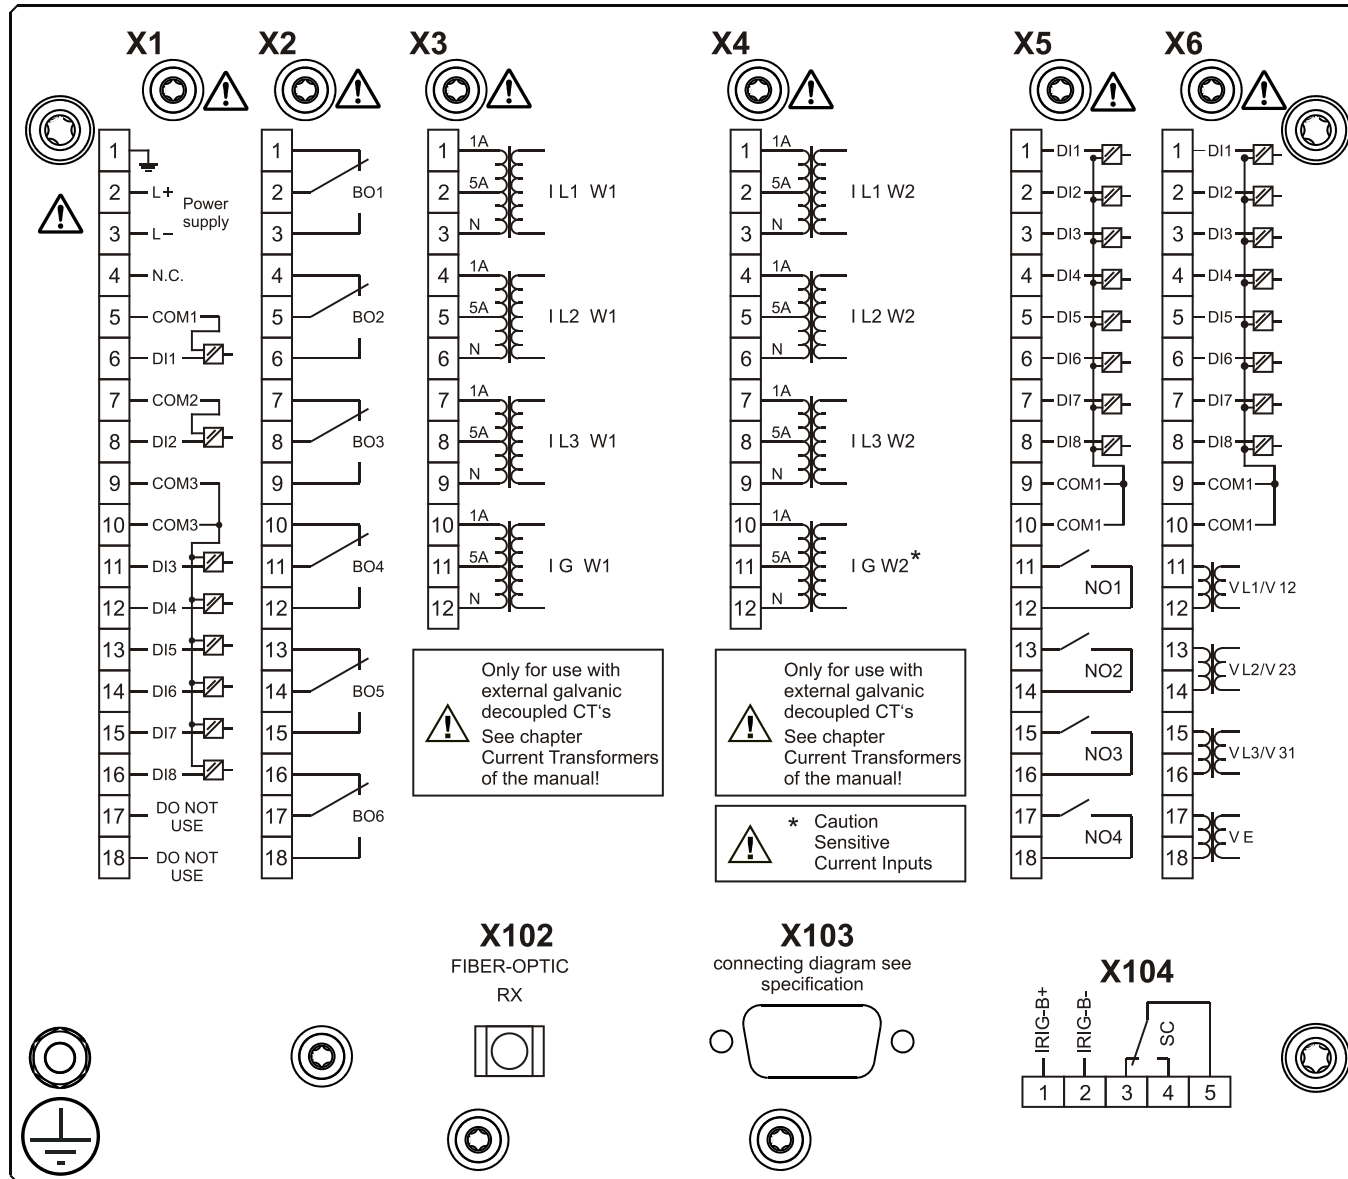 X1
1
2 L+ Power
supply
3 L−
4 N.C.
5 COM1
6 DI1
7 COM2
8 DI2
9 COM3
10 COM3
11 DI3
12 DI4
13 DI5
14 DI6
15 DI7
16 DI8
17 DO NOT
USE
18 DO NOT
USE
X2
1
2 BO1
3
4
5 BO2
6
7
8 BO3
9
10
11 BO4
12
13
14 BO5
15
16
17 BO6
18
X3
1 1A
2 5A I L1 W1
3 N
4 1A
5 5A I L2 W1
6 N
7 1A
8 5A I L3 W1
9 N
10 1A
11 5A I G W1
12 N
Only for use with
external galvanic
decoupled CT‘s
See chapter
Current Transformers
of the manual!
X4
1 1A
2 5A I L1 W2
3 N
4 1A
5 5A I L2 W2
6 N
7 1A
8 5A I L3 W2
9 N
10 1A
11 5A I G W2*
12 N
Only for use with
external galvanic
decoupled CT‘s
See chapter
Current Transformers
of the manual!
* Caution
Sensitive
Current Inputs
X5
1 DI1
2 DI2
3 DI3
4 DI4
5 DI5
6 DI6
7 DI7
8 DI8
9 COM1
10 COM1
11
NO1
12
13
NO2
14
15
NO3
16
17
NO4
18
X6
1 DI1
2 DI2
3 DI3
4 DI4
5 DI5
6 DI6
7 DI7
8 DI8
9 COM1
10 COM1
11
V L1/V 12
12
13
V L2/V 23
14
15
V L3/V 31
16
17
V E
18
X102
FIBER-OPTIC
RX
X103
connecting diagram see
specification
X104
IRIG-B+
IRIG-B-
SC
1 2 3 4 5